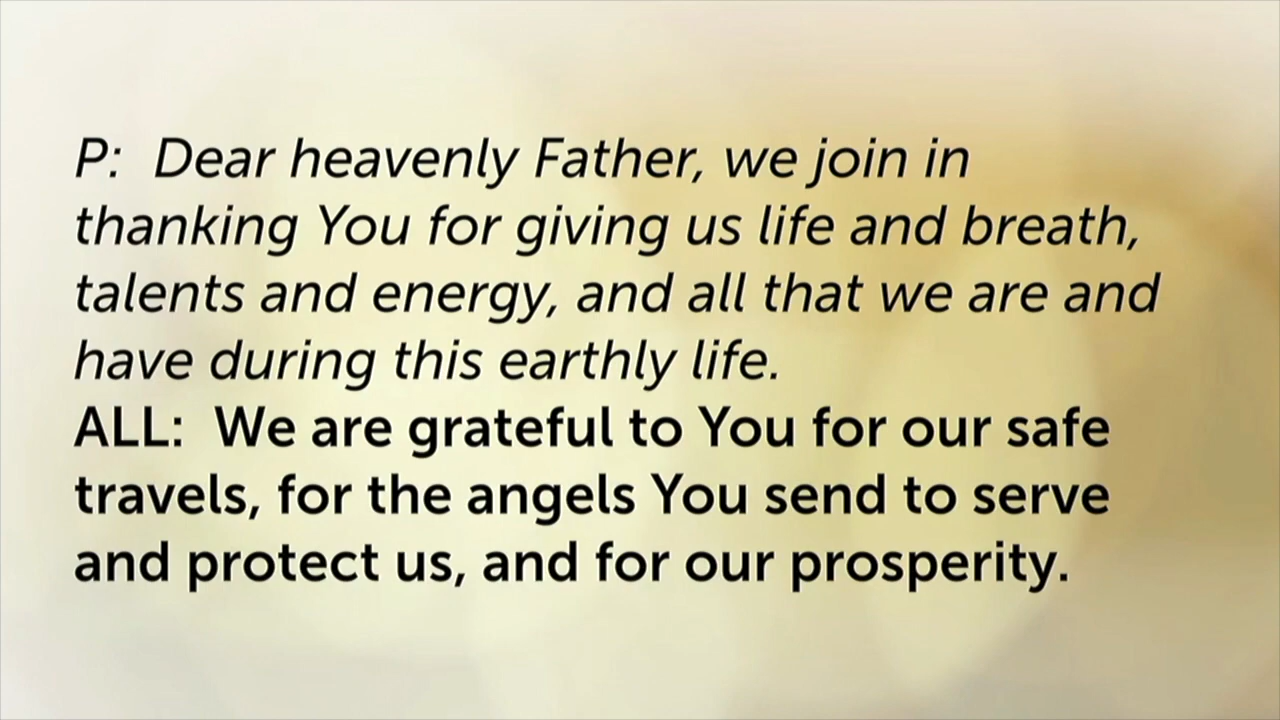 P:  Dear heavenly Father, we join in
thanking You for giving us life and breath,
talents and energy, and all that we are and
have during this earthly life.
ALL:  We are grateful to You for our safe
travels, for the angels You send to serve
and protect us, and for our prosperity.